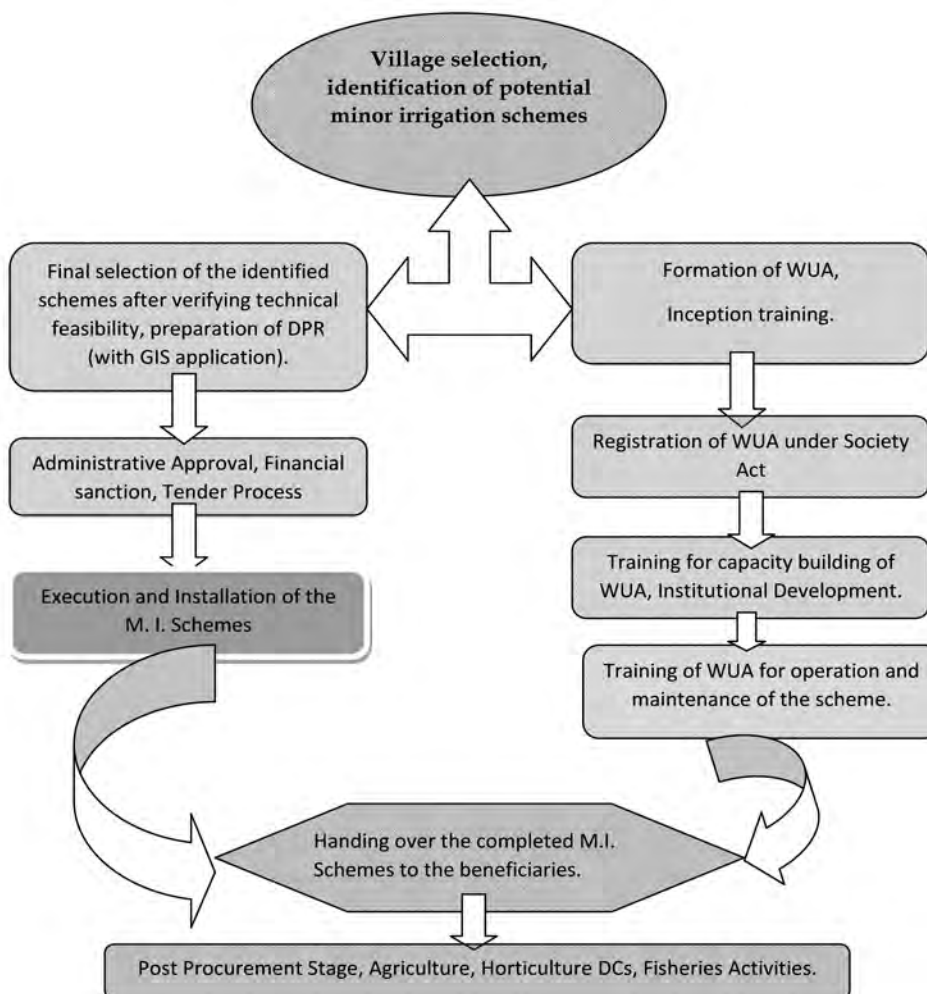 Village selection,
identification of potential
minor irrigation schemes
Final selection of the identified
schemes after verifying technical
feasibility, preparation of DPR
(with GIS application).
Administrative Approval, Financial
sanction, Tender Process
Execution and Installation of the
M. I. Schemes
Formation of WUA,
Inception training.
Registration of WUA under Society
Act
Training for capacity building of
WUA, Institutional Development.
Training of WUA for operation and
maintenance of the scheme.
Handing over the completed M.I.
Schemes to the beneficiaries.
Post Procurement Stage, Agriculture, Horticulture DCs, Fisheries Activities.